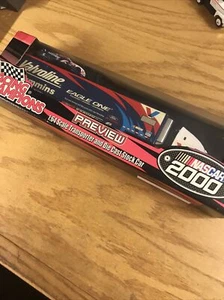 Valvoline
Cummins
EAGLE ONE
RACING
CHAMPIONS
PREVIEW
1:64 Scale Transporter and Die Cast Stock Car
NASCAR
2000